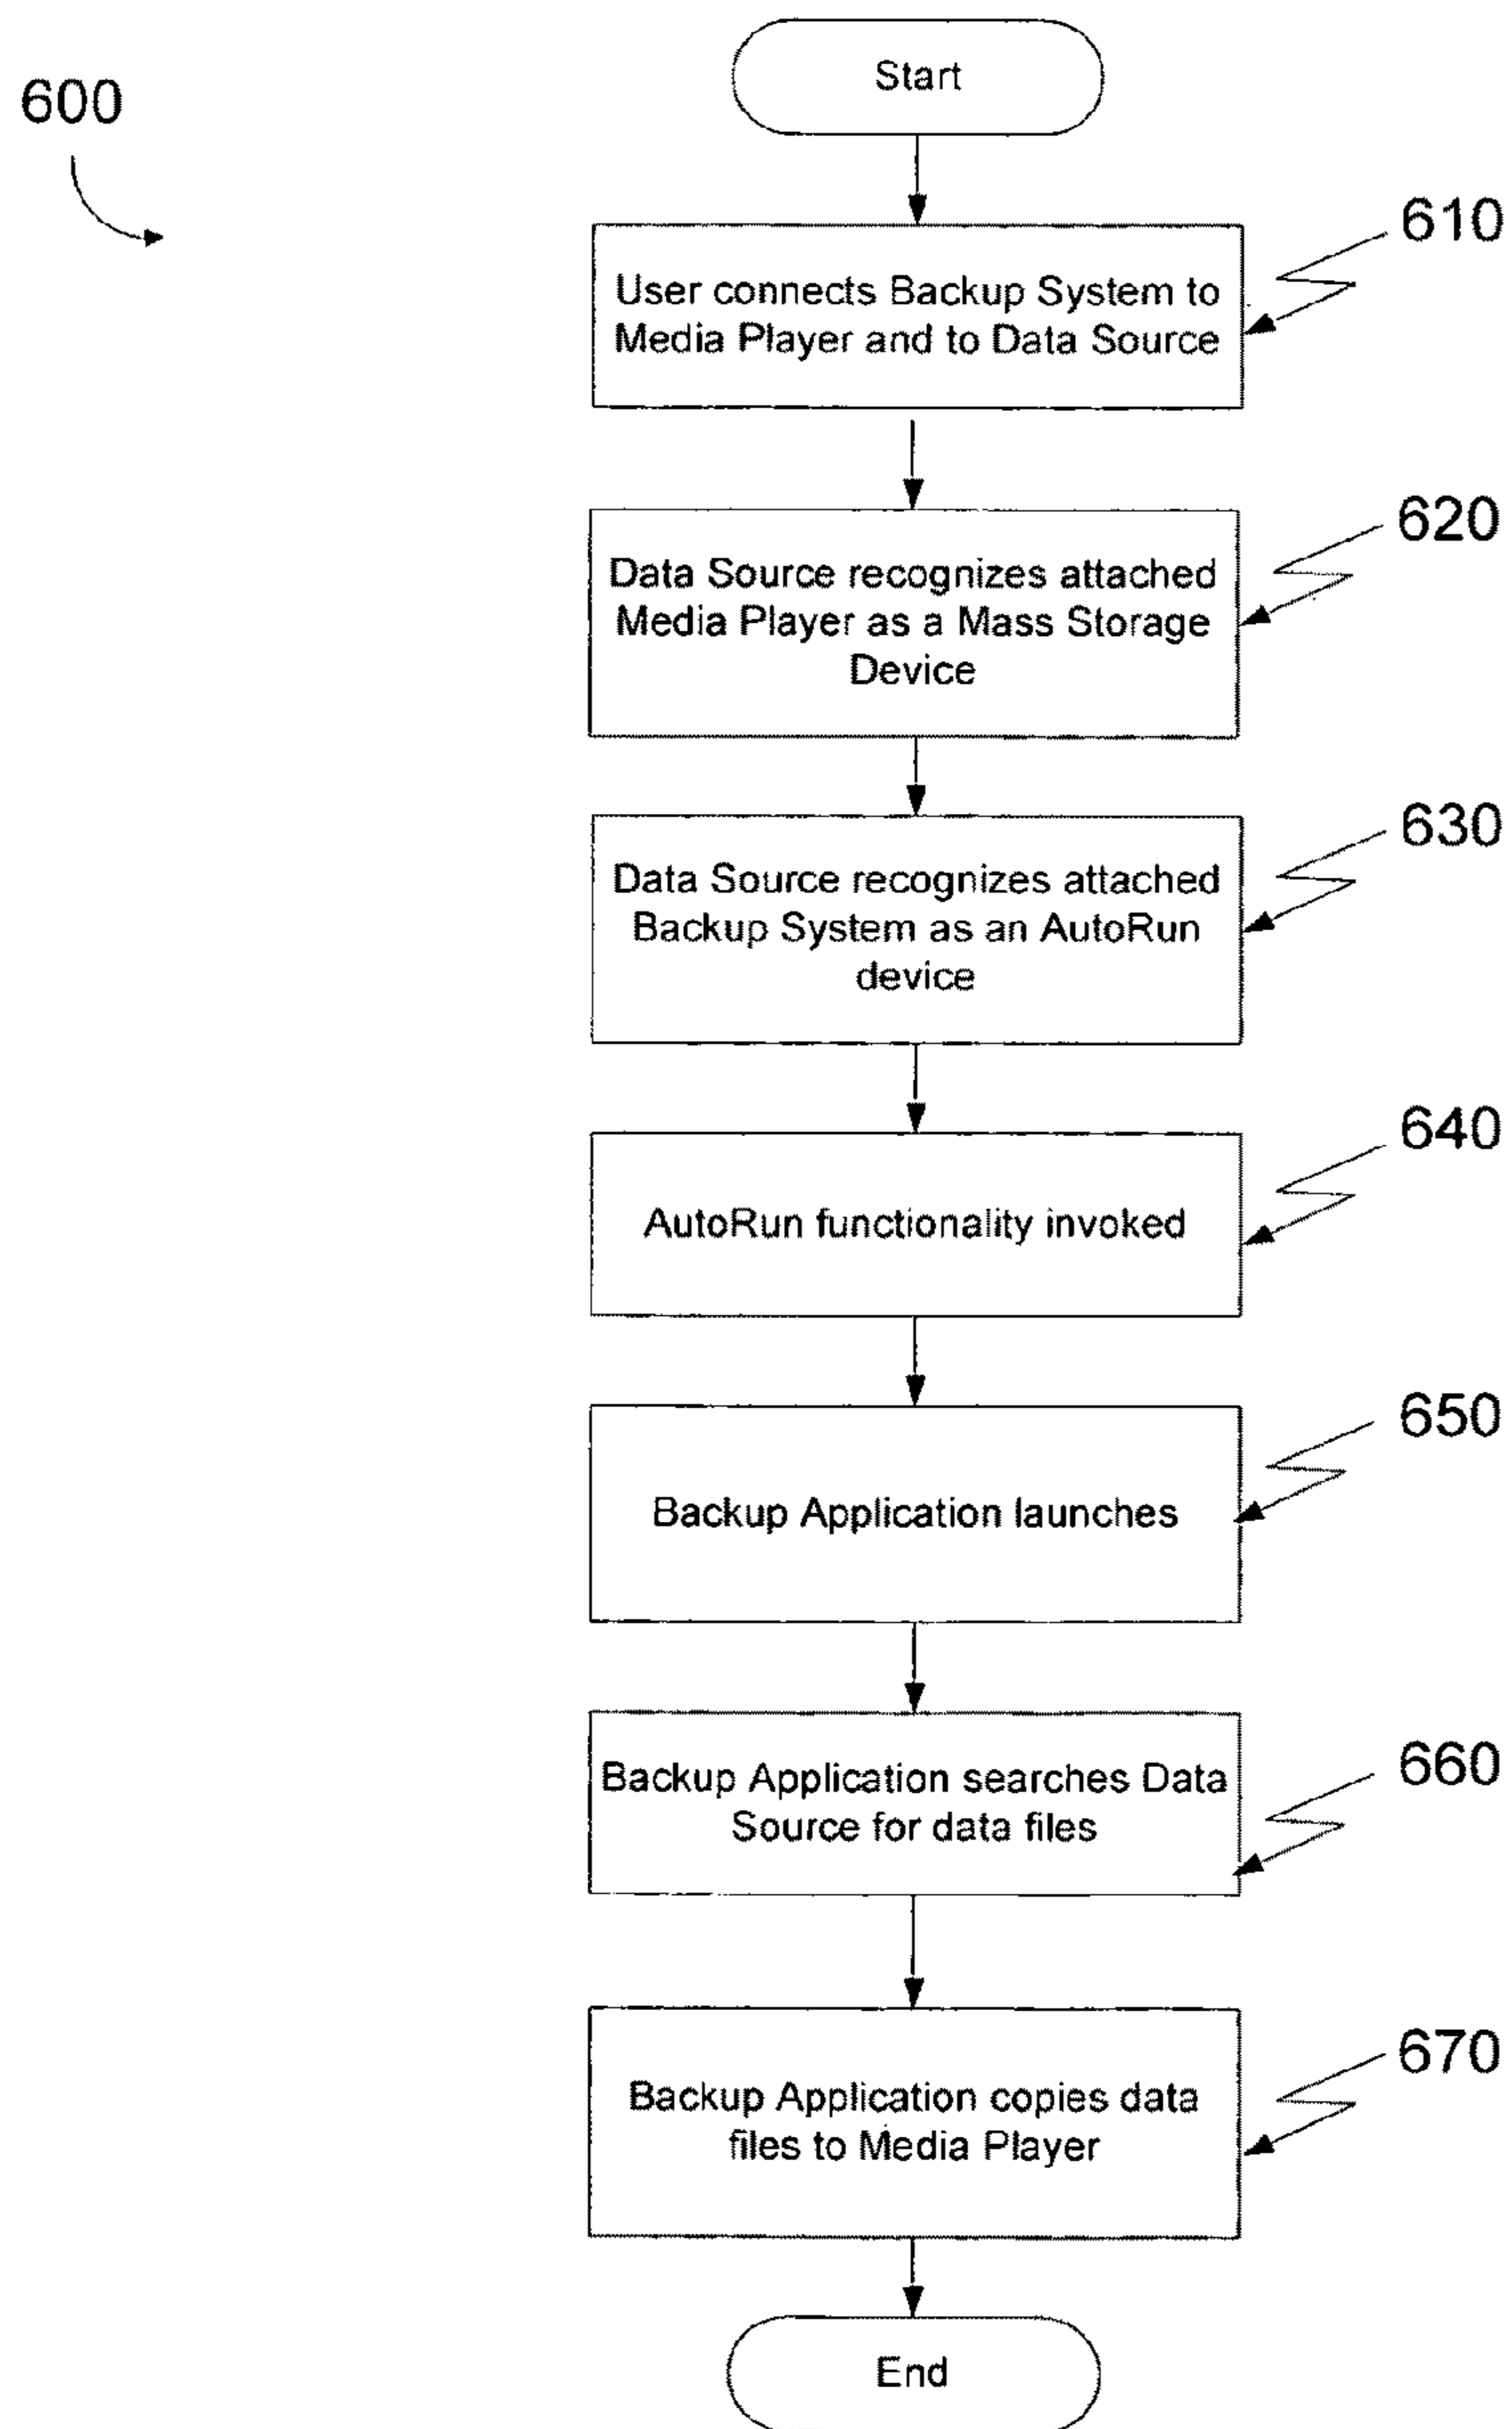 Start
600
610
User connects Backup System to
Media Player and to Data Source
620
Data Source recognizes attached
Media Player as a Mass Storage
Device
630
Data Source recognizes attached
Backup System as an AutoRun
device
640
AutoRun functionality invoked
650
Backup Application launches
660
Backup Application searches Data
Source for data files
670
Backup Application copies data
files to Media Player
End